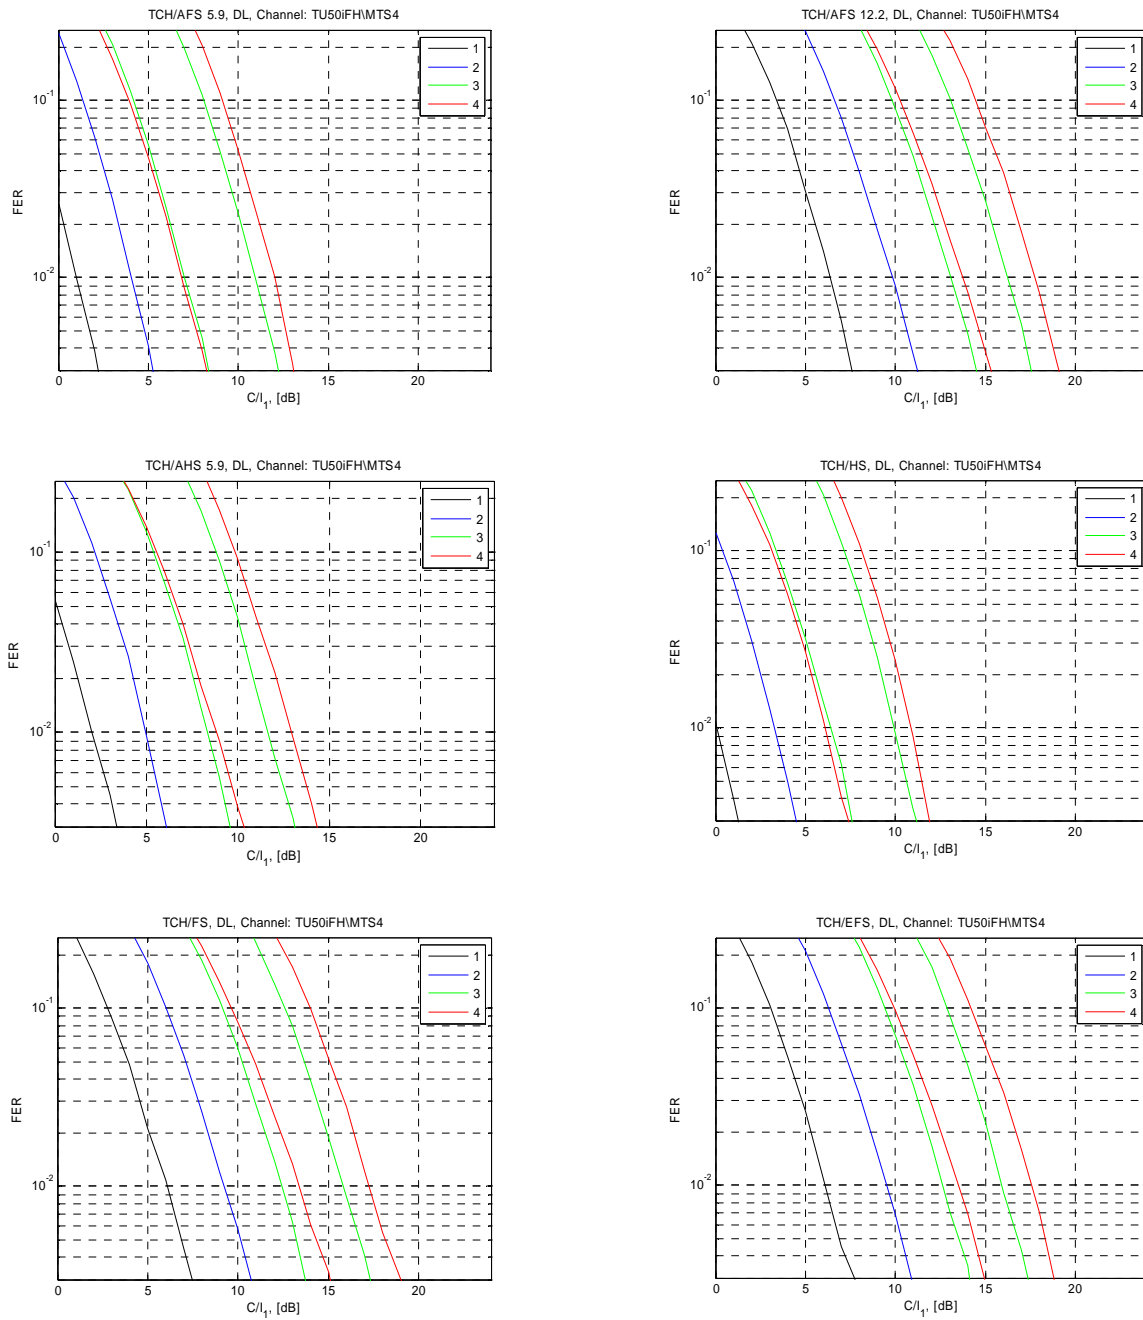 TCH/AFS 5.9, DL, Channel: TU50iFH\MTS4
1
2
3
4
10^-1
10^-2
FER
0 5 10 15 20
C/I_1, [dB]
TCH/AFS 12.2, DL, Channel: TU50iFH\MTS4
1
2
3
4
10^-1
10^-2
FER
0 5 10 15 20
C/I_1, [dB]
TCH/AHS 5.9, DL, Channel: TU50iFH\MTS4
1
2
3
4
10^-1
10^-2
FER
0 5 10 15 20
C/I_1, [dB]
TCH/HS, DL, Channel: TU50iFH\MTS4
1
2
3
4
10^-1
10^-2
FER
0 5 10 15 20
C/I_1, [dB]
TCH/FS, DL, Channel: TU50iFH\MTS4
1
2
3
4
10^-1
10^-2
FER
0 5 10 15 20
C/I_1, [dB]
TCH/EFS, DL, Channel: TU50iFH\MTS4
1
2
3
4
10^-1
10^-2
FER
0 5 10 15 20
C/I_1, [dB]